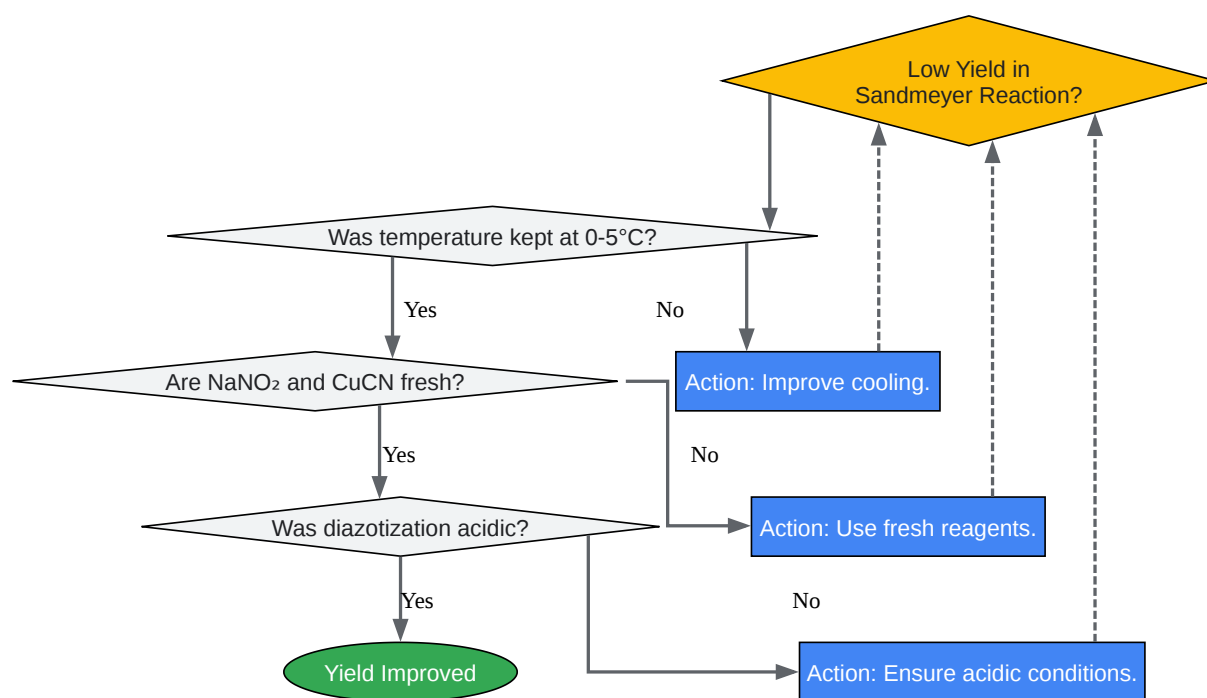 Low Yield in
Sandmeyer Reaction?
Was temperature kept at 0-5°C?
Yes
No
Are NaNO₂ and CuCN fresh?
Action: Improve cooling.
Yes
No
Was diazotization acidic?
Action: Use fresh reagents.
Yes
No
Yield Improved
Action: Ensure acidic conditions.